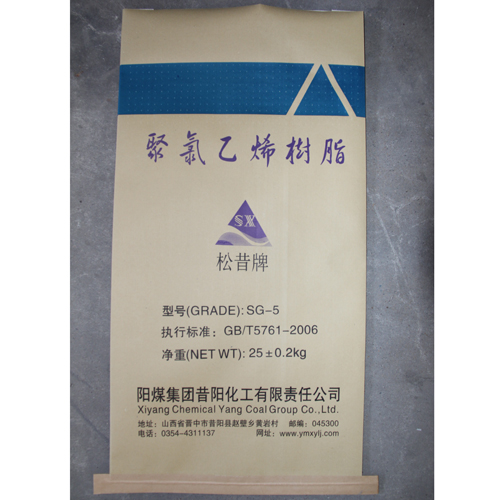 聚氯乙烯樹脂
SX
松昔牌
型号(GRADE): SG-5
执行标准: GB/T5761-2006
净重(NET WT): 25±0.2kg
阳煤集团昔阳化工有限责任公司
Xiyang Chemical Yang Coal Group Co.,Ltd.
地址: 山西省晋中市昔阳县赵壁乡黄岩村 邮编: 045300
电话: 0354-4311137 网址: www.ymxylj.com